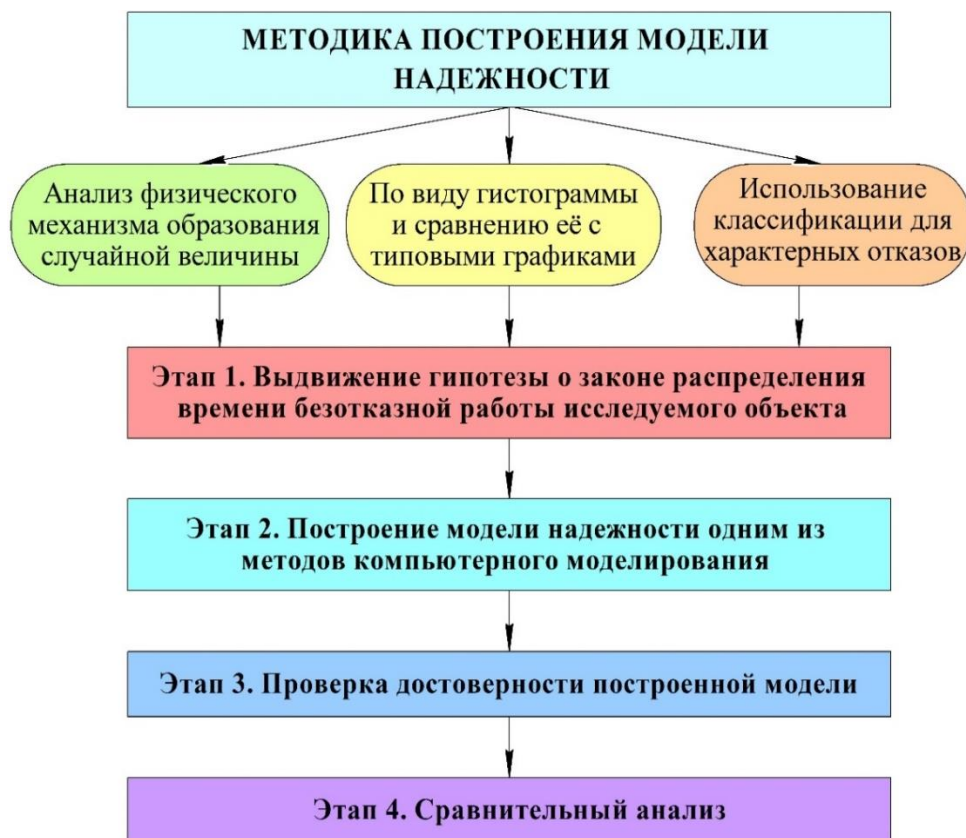 МЕТОДИКА ПОСТРОЕНИЯ МОДЕЛИ
НАДЕЖНОСТИ
Анализ физического
механизма образования
случайной величины
По виду гистограммы
и сравнению её с
типовыми графиками
Использование
классификации для
характерных отказов
Этап 1. Выдвижение гипотезы о законе распределения
времени безотказной работы исследуемого объекта
Этап 2. Построение модели надежности одним из
методов компьютерного моделирования
Этап 3. Проверка достоверности построенной модели
Этап 4. Сравнительный анализ